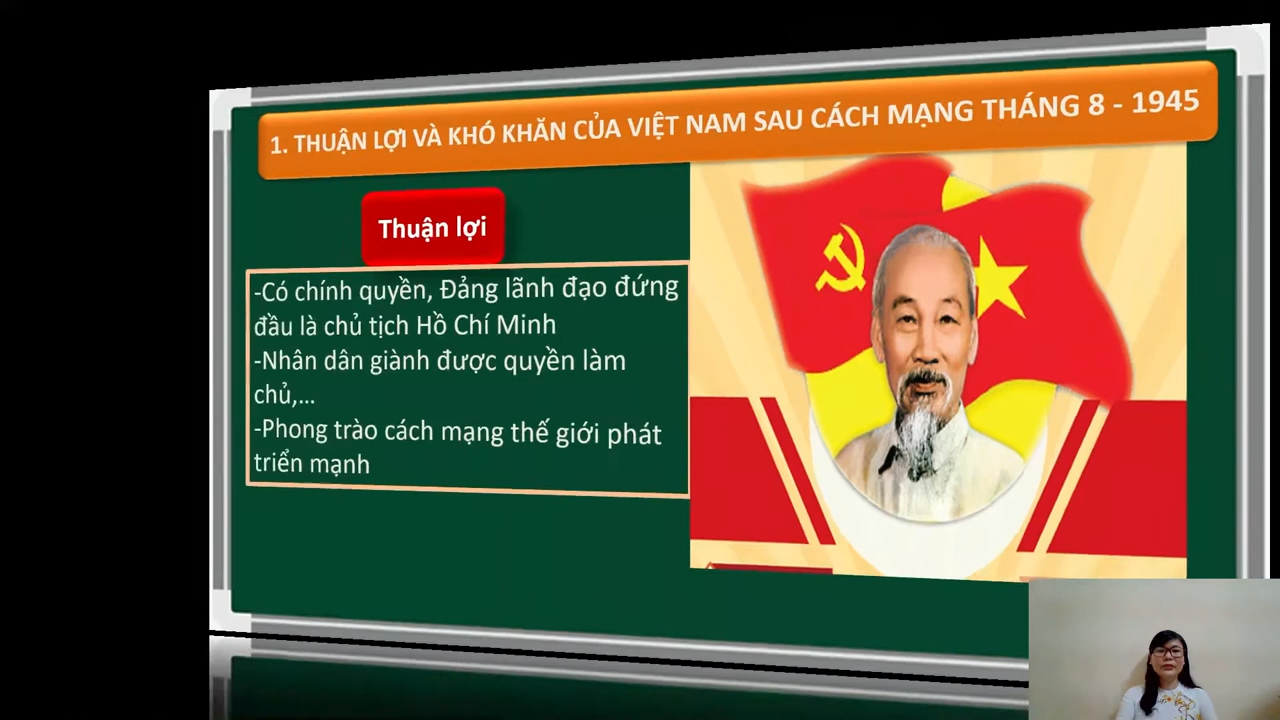 1. THUẬN LỢI VÀ KHÓ KHĂN CỦA VIỆT NAM SAU CÁCH MẠNG THÁNG 8 - 1945
Thuận lợi
-Có chính quyền, Đảng lãnh đạo đứng
đầu là chủ tịch Hồ Chí Minh
-Nhân dân giành được quyền làm
chủ,...
-Phong trào cách mạng thế giới phát
triển mạnh